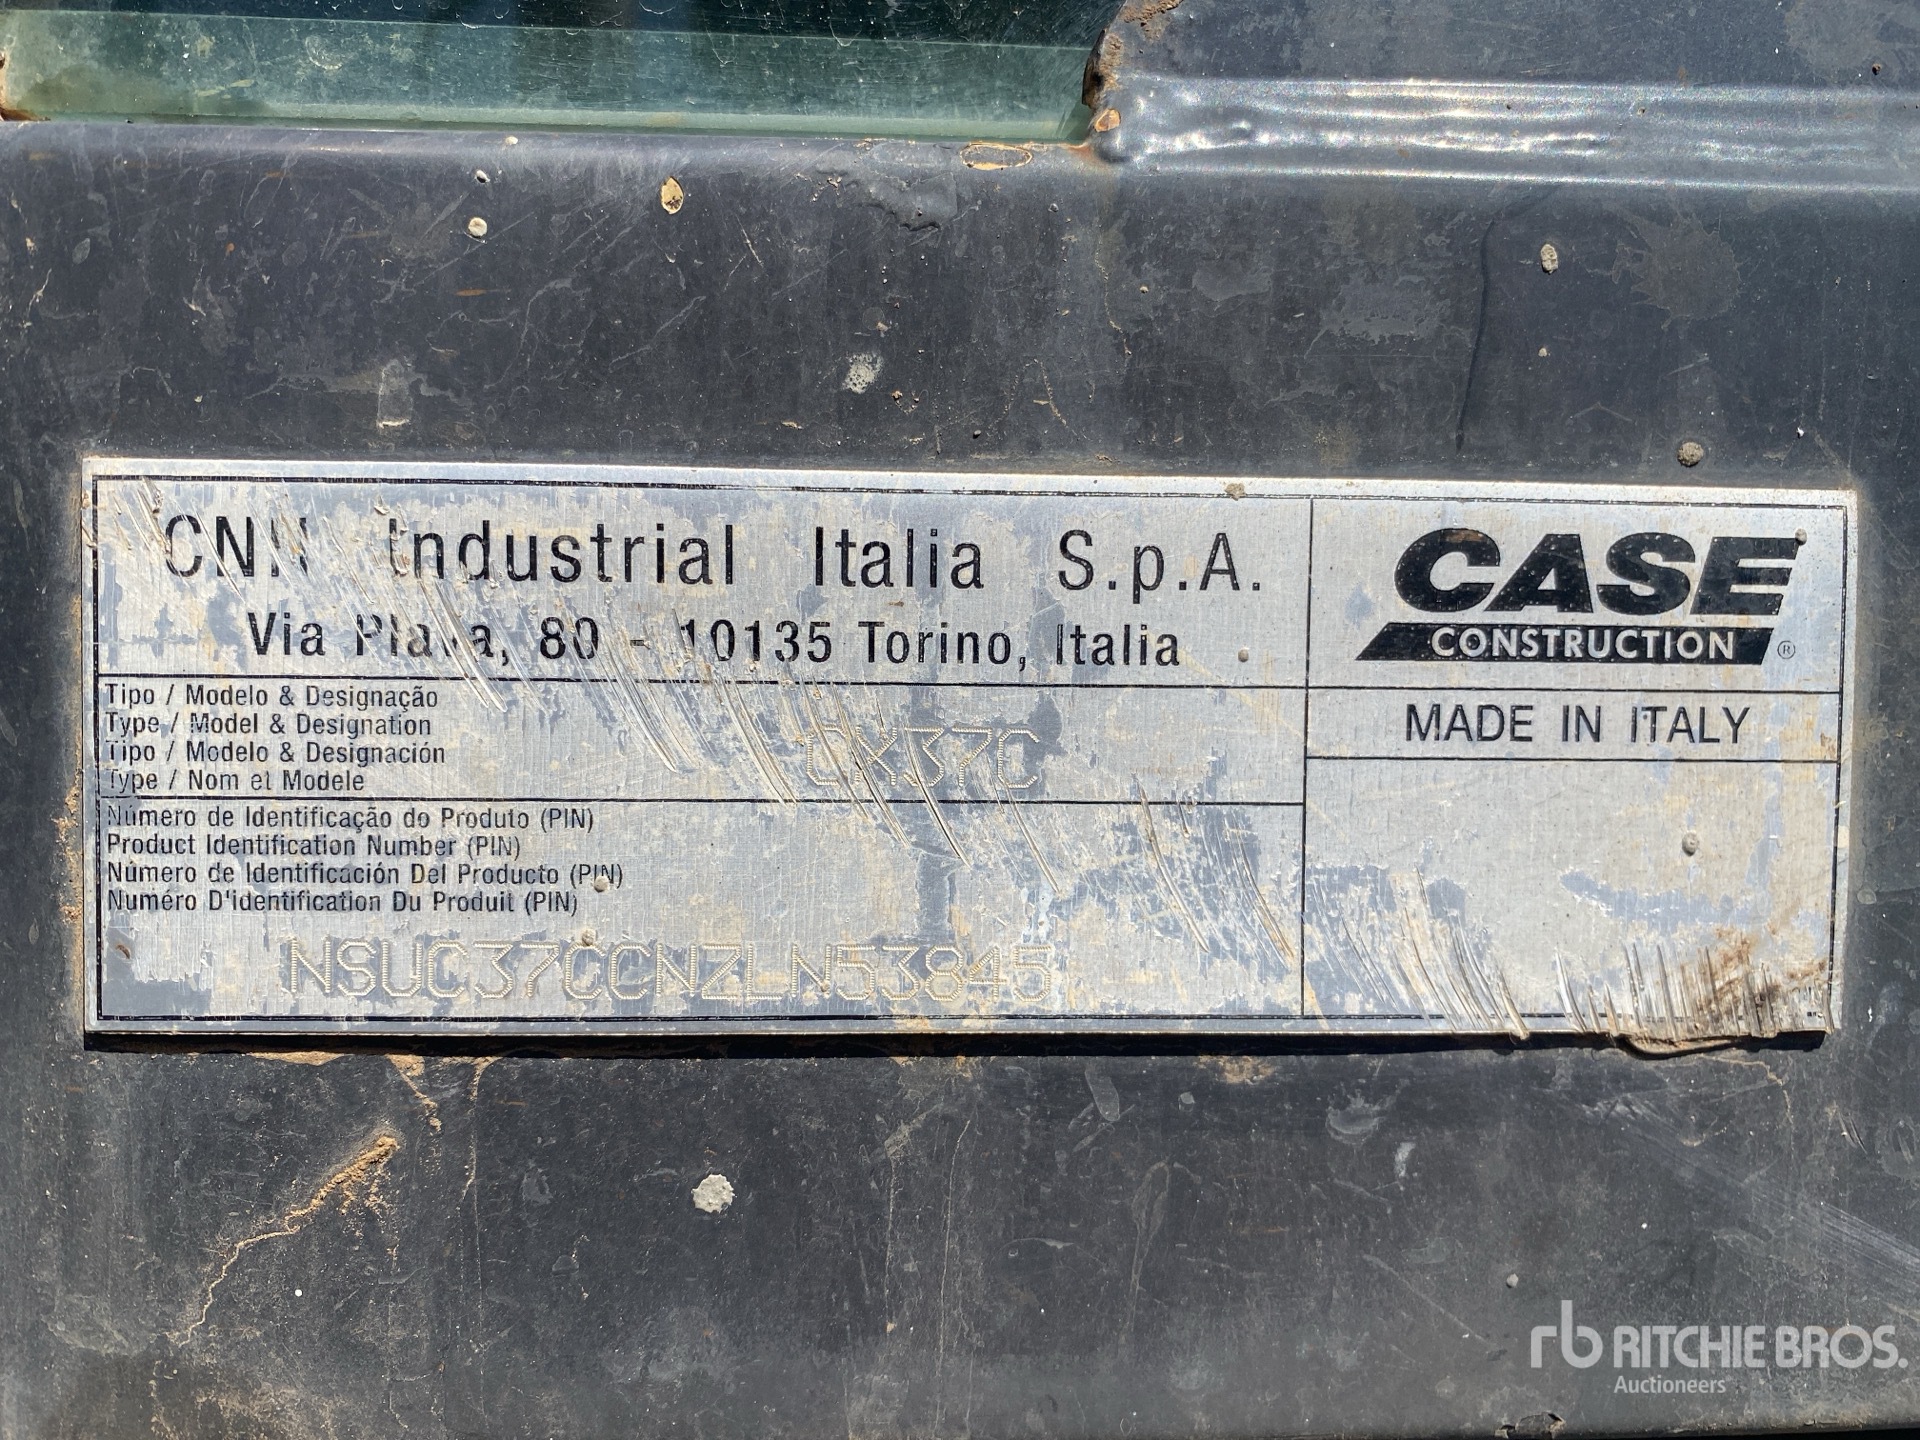 CNH Industrial Italia S.p.A.
Via Plava, 80 - 10135 Torino, Italia
CASE
CONSTRUCTION ®
MADE IN ITALY
Tipo / Modelo & Designação
Type / Model & Designation
Tipo / Modelo & Designación
Type / Nom et Modele
CX37C
Número de Identificação do Produto (PIN)
Product Identification Number (PIN)
Número de Identificación Del Producto (PIN)
Numéro D'identification Du Produit (PIN)
NSUC37CCNZLN53845
rb RITCHIE BROS.
Auctioneers